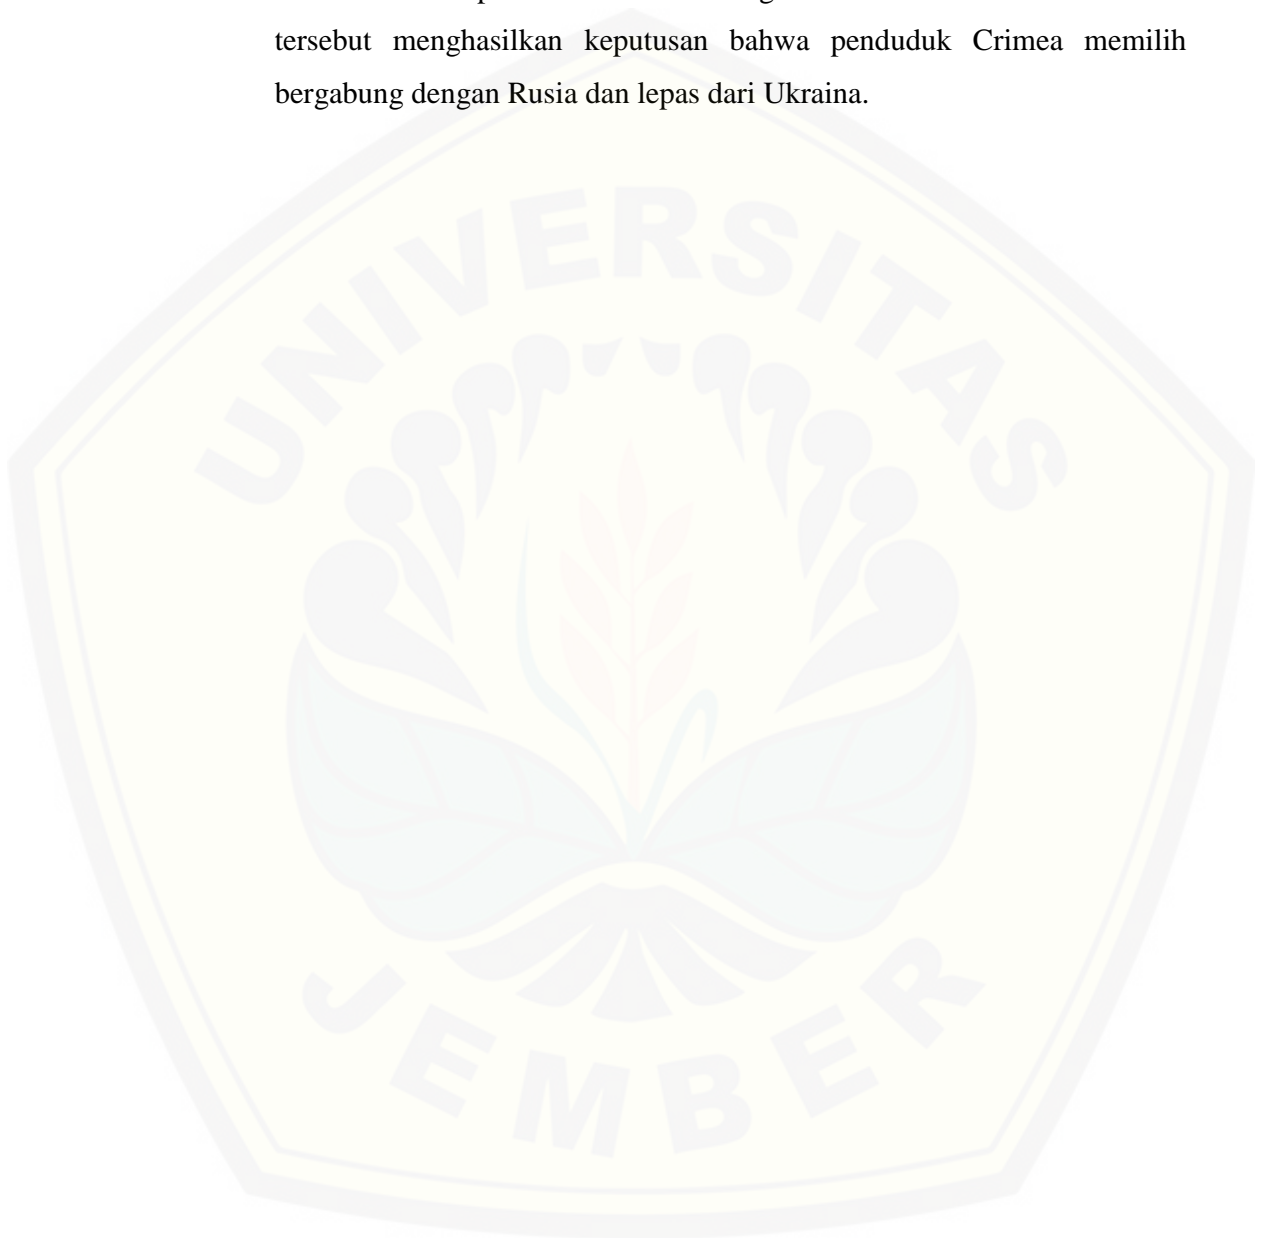 tersebut menghasilkan keputusan bahwa penduduk Crimea memilih
bergabung dengan Rusia dan lepas dari Ukraina.
UNIVERSITAS
JEMBER